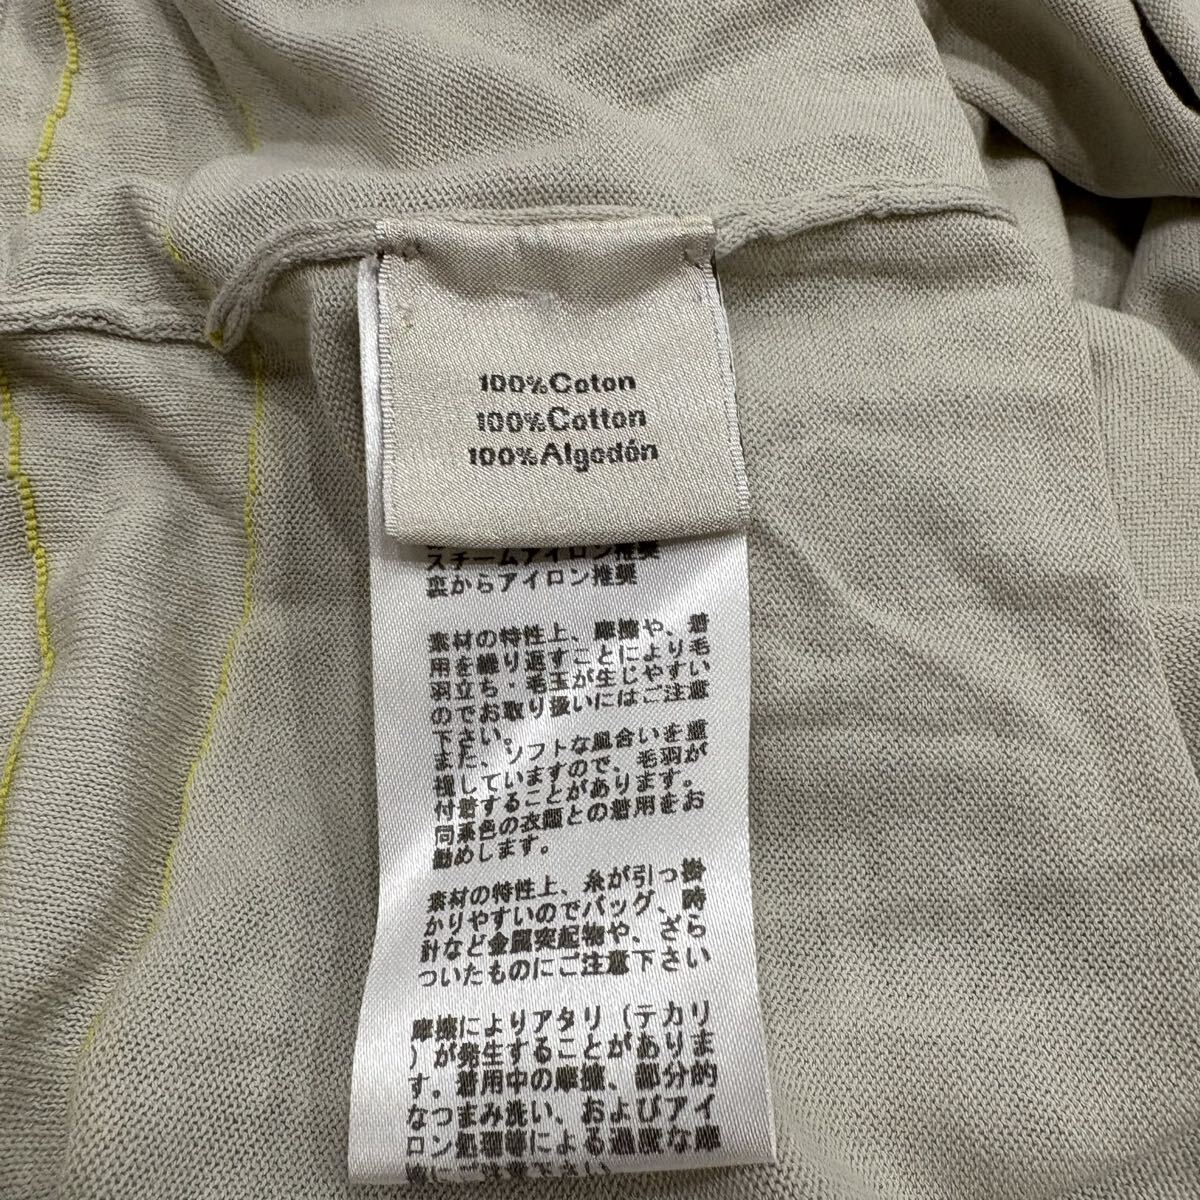 100%Coton
100%Cotton
100%Algodón
スチームアイロン推奨
裏からアイロン推奨
素材の特性上、摩擦や、着
用を繰り返すことにより毛
羽立ち・毛玉が生じやすい
のでお取り扱いにはご注意
下さい。
また、ソフトな風合いを重
視していますので、毛羽が
付着することがあります。
同系色の衣類との着用をお
勧めします。
素材の特性上、糸が引っ掛
かりやすいのでバッグ、時
計など金属突起物や、ざら
ついたものにご注意下さい
摩擦によりアタリ（テカリ
）が発生することがありま
す。着用中の摩擦、部分的
なつまみ洗い、およびアイ
ロン処理等による過度な摩
擦にご注意下さい。